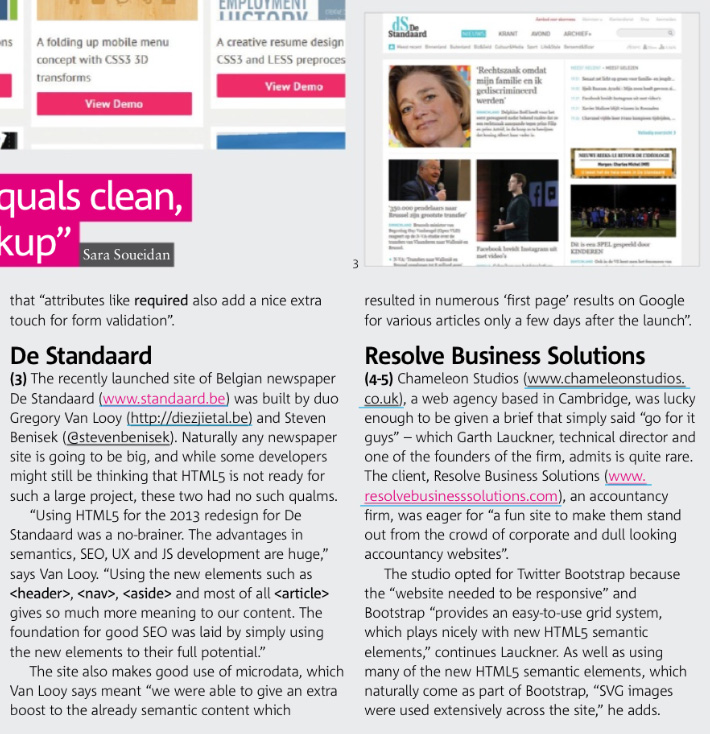 EMPLOYMENT
HISTORY
A folding up mobile menu
concept with CSS3 3D
transforms
View Demo
A creative resume design
CSS3 and LESS preproces
View Demo
quals clean,
kup”
Sara Soueidan
dS De
Standaard
NIEUWS
KRANT
AVOND
ARCHIEF+
‘Rechtszaak omdat
mijn familie en ik
gediscrimineerd
werden’
‘350.000 pendelaars naar
Brussel zijn grootste transfer’
Facebook breidt Instagram uit
met video’s
Dit is een SPEL gespeeld door
KINDEREN
3
that “attributes like required also add a nice extra
touch for form validation”.
De Standaard
(3) The recently launched site of Belgian newspaper
De Standaard (www.standaard.be) was built by duo
Gregory Van Looy (http://diezjietal.be) and Steven
Benisek (@stevenbenisek). Naturally any newspaper
site is going to be big, and while some developers
might still be thinking that HTML5 is not ready for
such a large project, these two had no such qualms.
“Using HTML5 for the 2013 redesign for De
Standaard was a no-brainer. The advantages in
semantics, SEO, UX and JS development are huge,”
says Van Looy. “Using the new elements such as
<header>, <nav>, <aside> and most of all <article>
gives so much more meaning to our content. The
foundation for good SEO was laid by simply using
the new elements to their full potential.”
The site also makes good use of microdata, which
Van Looy says meant “we were able to give an extra
boost to the already semantic content which
resulted in numerous ‘first page’ results on Google
for various articles only a few days after the launch”.
Resolve Business Solutions
(4-5) Chameleon Studios (www.chameleonstudios.
co.uk), a web agency based in Cambridge, was lucky
enough to be given a brief that simply said “go for it
guys” – which Garth Lauckner, technical director and
one of the founders of the firm, admits is quite rare.
The client, Resolve Business Solutions (www.
resolvebusinesssolutions.com), an accountancy
firm, was eager for “a fun site to make them stand
out from the crowd of corporate and dull looking
accountancy websites”.
The studio opted for Twitter Bootstrap because
the “website needed to be responsive” and
Bootstrap “provides an easy-to-use grid system,
which plays nicely with new HTML5 semantic
elements,” continues Lauckner. As well as using
many of the new HTML5 semantic elements, which
naturally come as part of Bootstrap, “SVG images
were used extensively across the site,” he adds.